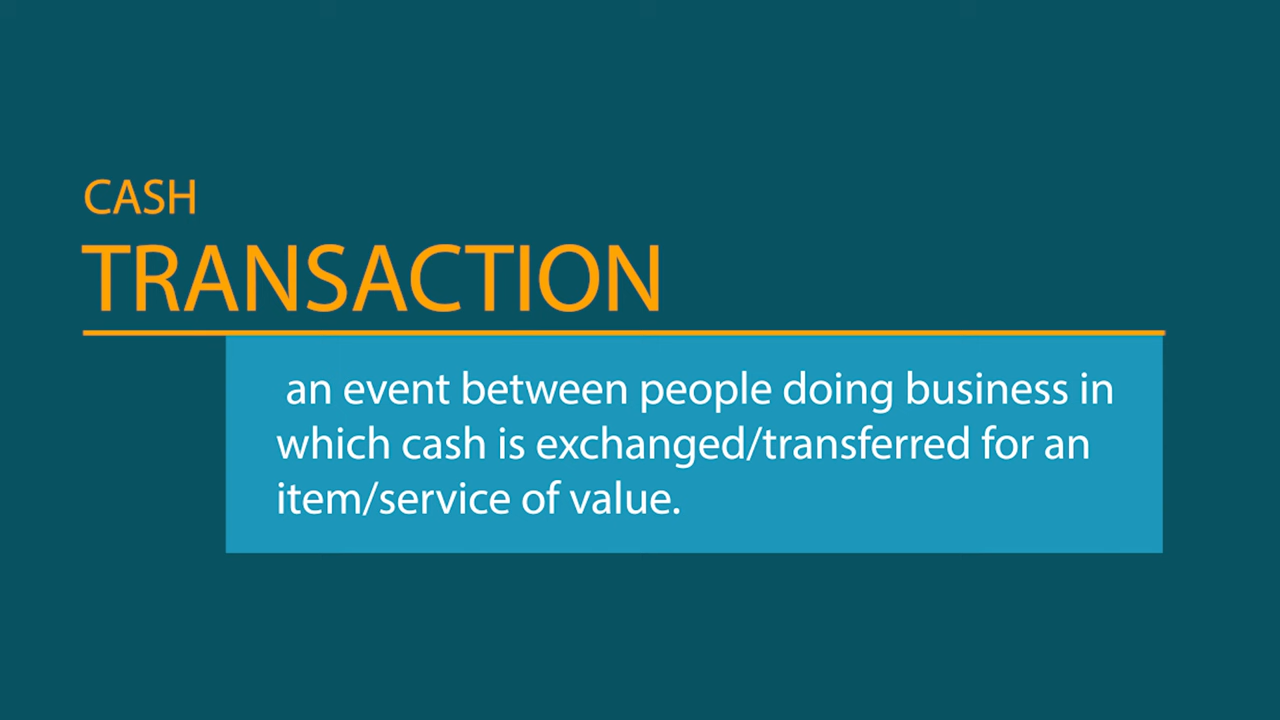 CASH
TRANSACTION
an event between people doing business in
which cash is exchanged/transferred for an
item/service of value.